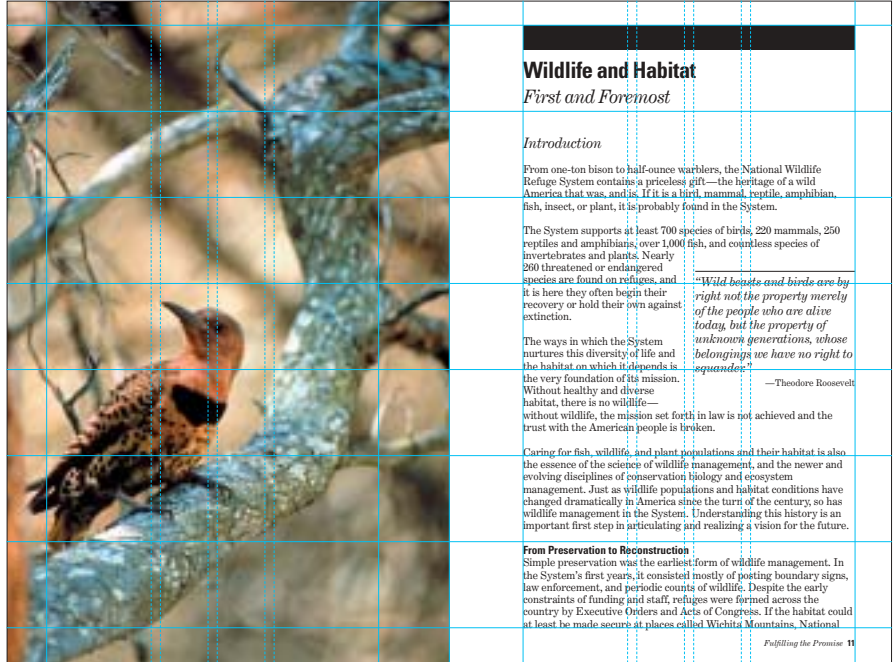 Wildlife and Habitat
First and Foremost
Introduction
From one-ton bison to half-ounce warblers, the National Wildlife
Refuge System contains a priceless gift—the heritage of a wild
America that was, and is. If it is a bird, mammal, reptile, amphibian,
fish, insect, or plant, it is probably found in the System.
The System supports at least 700 species of birds, 220 mammals, 250
reptiles and amphibians, over 1,000 fish, and countless species of
invertebrates and plants. Nearly
260 threatened or endangered
species are found on refuges, and
it is here they often begin their
recovery or hold their own against
extinction.
The ways in which the System
nurtures this diversity of life and
the habitat on which it depends is
the very foundation of its mission.
Without healthy and diverse
habitat, there is no wildlife—
without wildlife, the mission set forth in law is not achieved and the
trust with the American people is broken.
“Wild beasts and birds are by
right not the property merely
of the people who are alive
today, but the property of
unknown generations, whose
belongings we have no right to
squander.”
—Theodore Roosevelt
Caring for fish, wildlife, and plant populations and their habitat is also
the essence of the science of wildlife management, and the newer and
evolving disciplines of conservation biology and ecosystem
management. Just as wildlife populations and habitat conditions have
changed dramatically in America since the turn of the century, so has
wildlife management in the System. Understanding this history is an
important first step in articulating and realizing a vision for the future.
From Preservation to Reconstruction
Simple preservation was the earliest form of wildlife management. In
the System's first years, it consisted mostly of posting boundary signs,
law enforcement, and periodic counts of wildlife. Despite the early
constraints of funding and staff, refuges were formed across the
country by Executive Orders and Acts of Congress. If the habitat could
at least be made secure at places called Wichita Mountains, National
Fulfilling the Promise 11